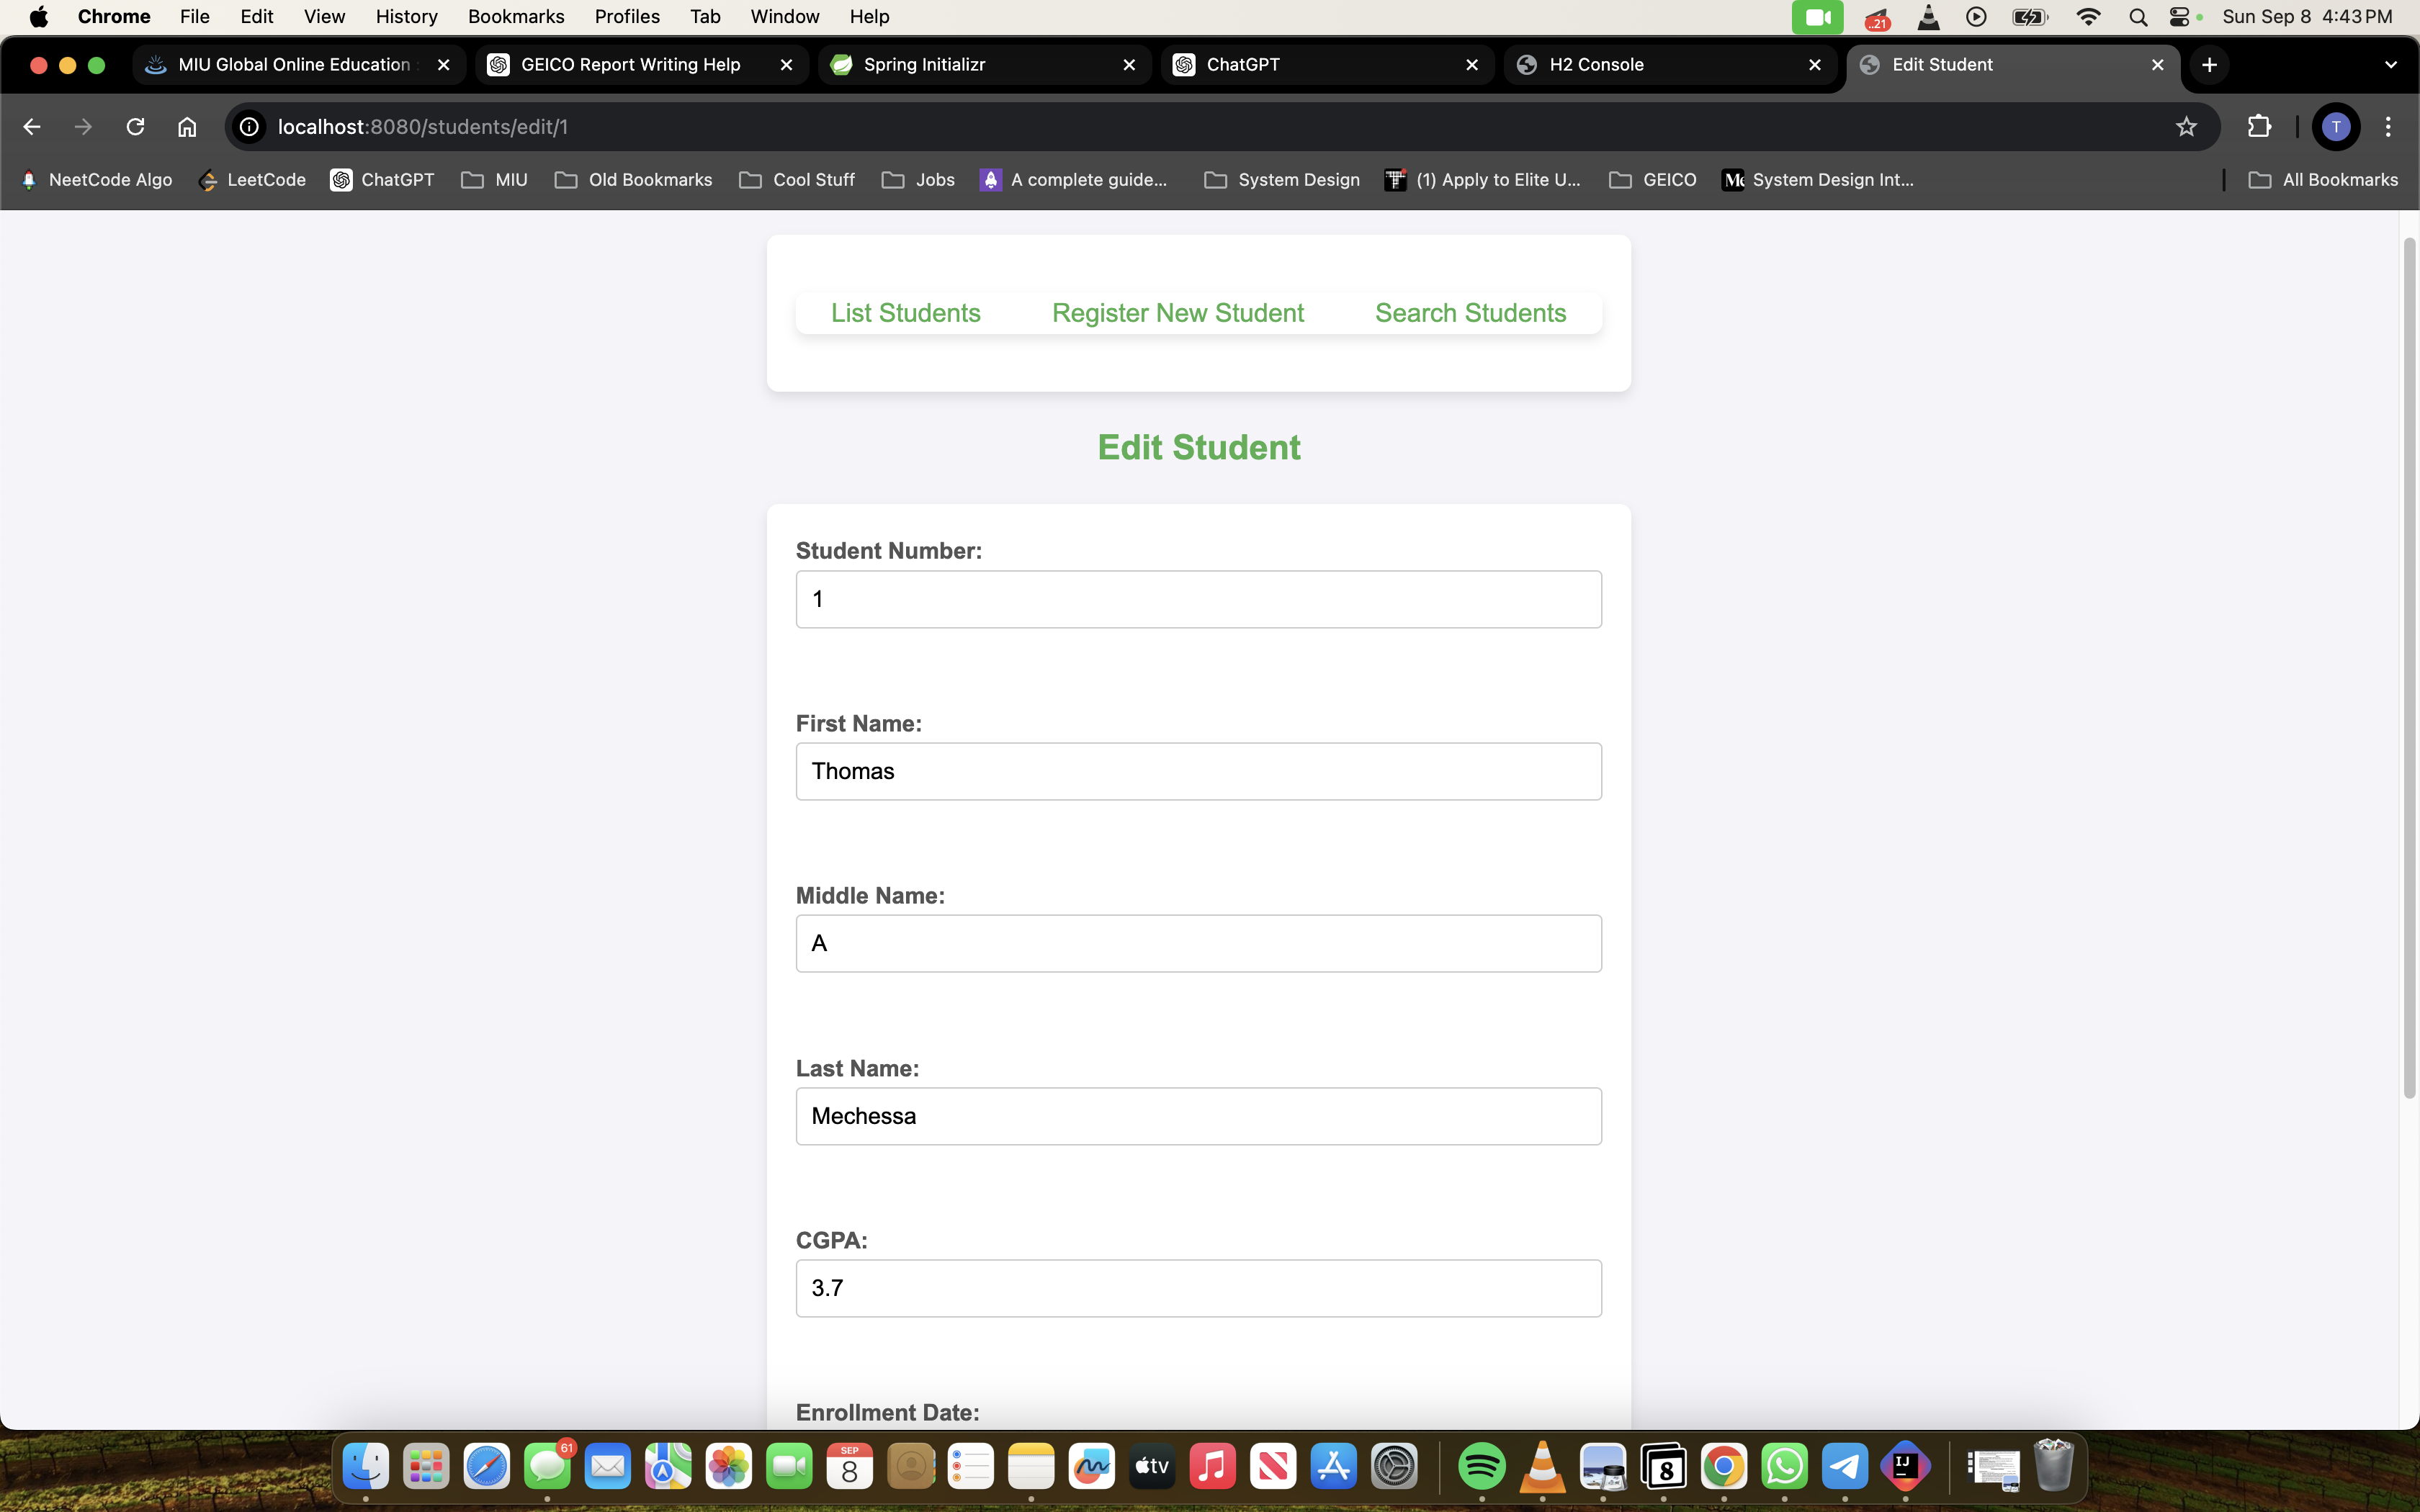 Chrome File Edit View History Bookmarks Profiles Tab Window Help 21 Sun Sep 8 4:43 PM
MIU Global Online Education GEICO Report Writing Help Spring Initializr ChatGPT H2 Console Edit Student
localhost:8080/students/edit/1 T
NeetCode Algo LeetCode ChatGPT MIU Old Bookmarks Cool Stuff Jobs A complete guide... System Design (1) Apply to Elite U... GEICO System Design Int... All Bookmarks
List Students Register New Student Search Students
Edit Student
Student Number:
1
First Name:
Thomas
Middle Name:
A
Last Name:
Mechessa
CGPA:
3.7
Enrollment Date:
61 SEP 8 tv 8 IJ